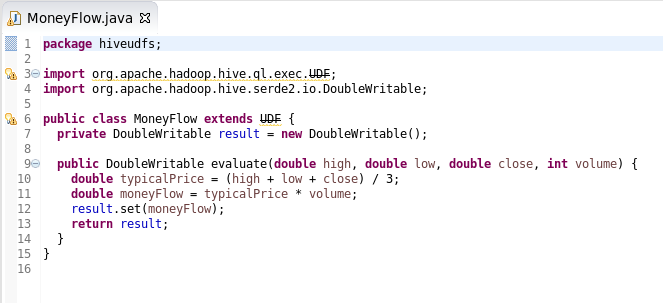 MoneyFlow.java
1 package hiveudfs;
2
3 import org.apache.hadoop.hive.ql.exec.UDF;
4 import org.apache.hadoop.hive.serde2.io.DoubleWritable;
5
6 public class MoneyFlow extends UDF {
7   private DoubleWritable result = new DoubleWritable();
8
9   public DoubleWritable evaluate(double high, double low, double close, int volume) {
10     double typicalPrice = (high + low + close) / 3;
11     double moneyFlow = typicalPrice * volume;
12     result.set(moneyFlow);
13     return result;
14   }
15 }
16